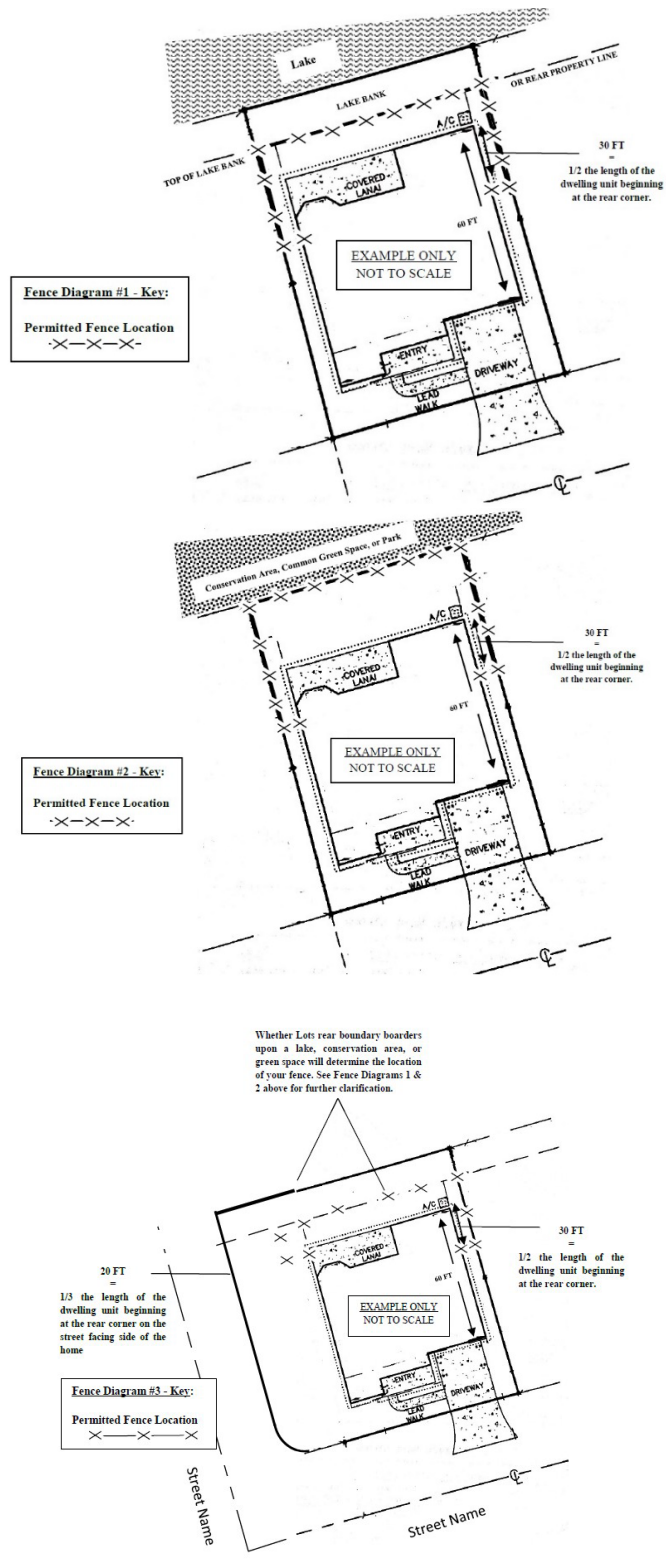 Lake
LAKE BANK
OR REAR PROPERTY LINE
TOP OF LAKE BANK
A/C
COVERED
LANAI
30 FT
=
1/2 the length of the
dwelling unit beginning
at the rear corner.
60 FT
EXAMPLE ONLY
NOT TO SCALE
Fence Diagram #1 - Key:
Permitted Fence Location
ENTRY
DRIVEWAY
LEAD
WALK
CL
Conservation Area, Common Green Space, or Park
A/C
COVERED
LANAI
30 FT
=
1/2 the length of the
dwelling unit beginning
at the rear corner.
60 FT
EXAMPLE ONLY
NOT TO SCALE
Fence Diagram #2 - Key:
Permitted Fence Location
ENTRY
DRIVEWAY
LEAD
WALK
CL
Whether Lots rear boundary boarders
upon a lake, conservation area, or
green space will determine the location
of your fence. See Fence Diagrams 1 &
2 above for further clarification.
A/C
COVERED
LANAI
30 FT
=
1/2 the length of the
dwelling unit beginning
at the rear corner.
60 FT
20 FT
=
1/3 the length of the
dwelling unit beginning
at the rear corner on the
street facing side of the
home
EXAMPLE ONLY
NOT TO SCALE
Fence Diagram #3 - Key:
Permitted Fence Location
ENTRY
DRIVEWAY
LEAD
WALK
CL
Street Name
Street Name